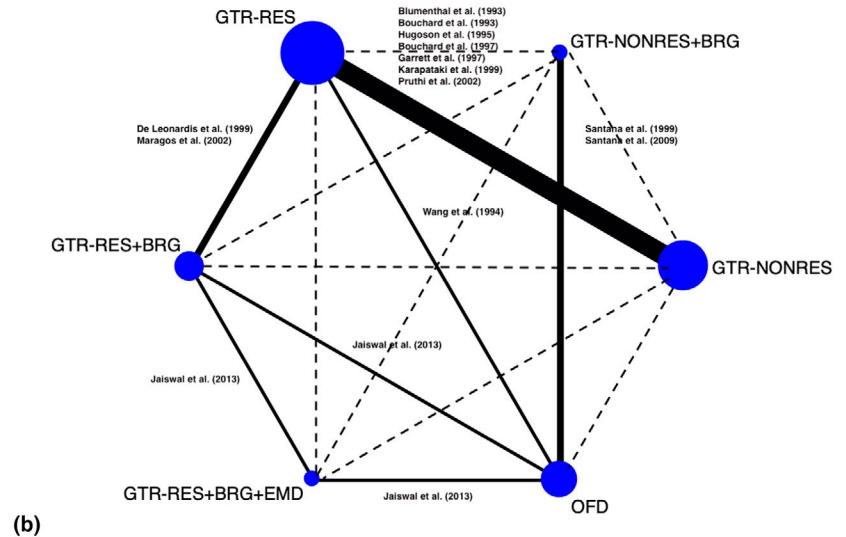 GTR-RES
Blumenthal et al. (1993)
Bouchard et al. (1993)
Hugoson et al. (1995)
Bouchard et al. (1997)
Garrett et al. (1997)
Karapataki et al. (1999)
Pruthi et al. (2002)
GTR-NONRES+BRG
De Leonardis et al. (1999)
Maragos et al. (2002)
Santana et al. (1999)
Santana et al. (2009)
Wang et al. (1994)
GTR-RES+BRG
GTR-NONRES
Jaiswal et al. (2013)
Jaiswal et al. (2013)
GTR-RES+BRG+EMD
Jaiswal et al. (2013)
OFD
(b)